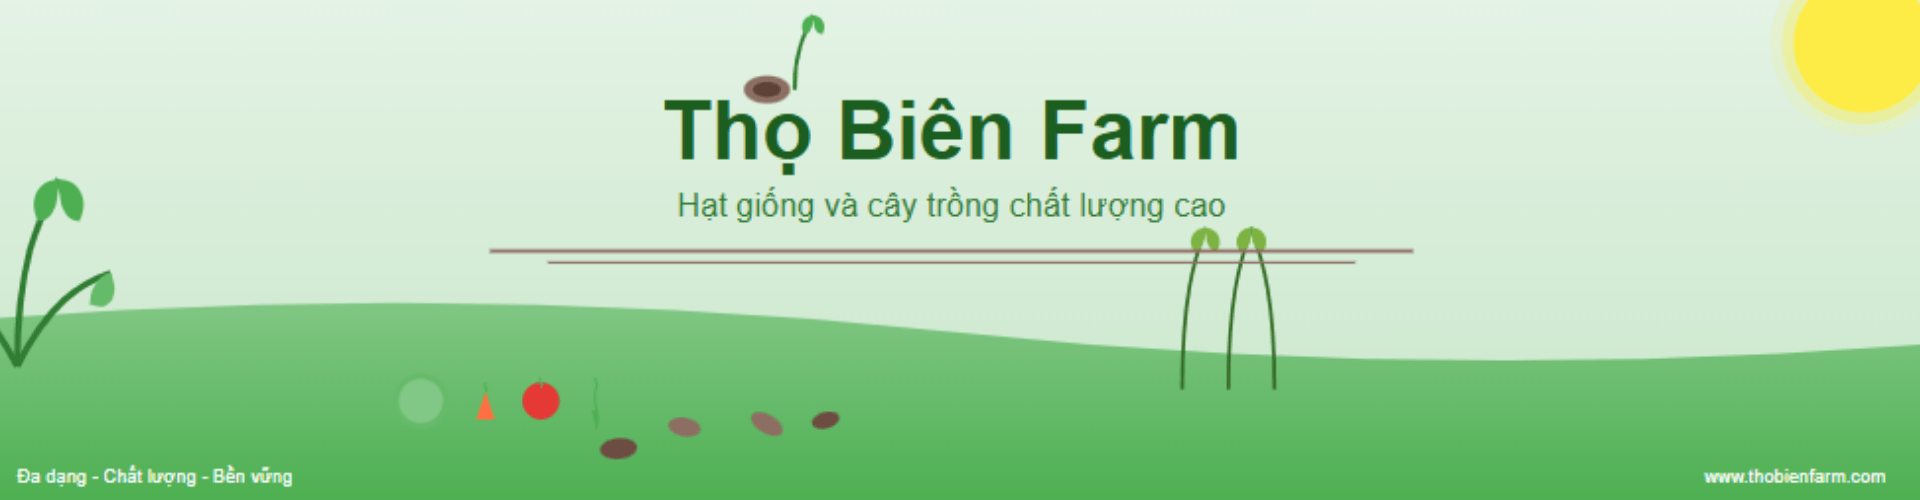 Thọ Biên Farm
Hạt giống và cây trồng chất lượng cao
Đa dạng - Chất lượng - Bền vững
www.thobienfarm.com